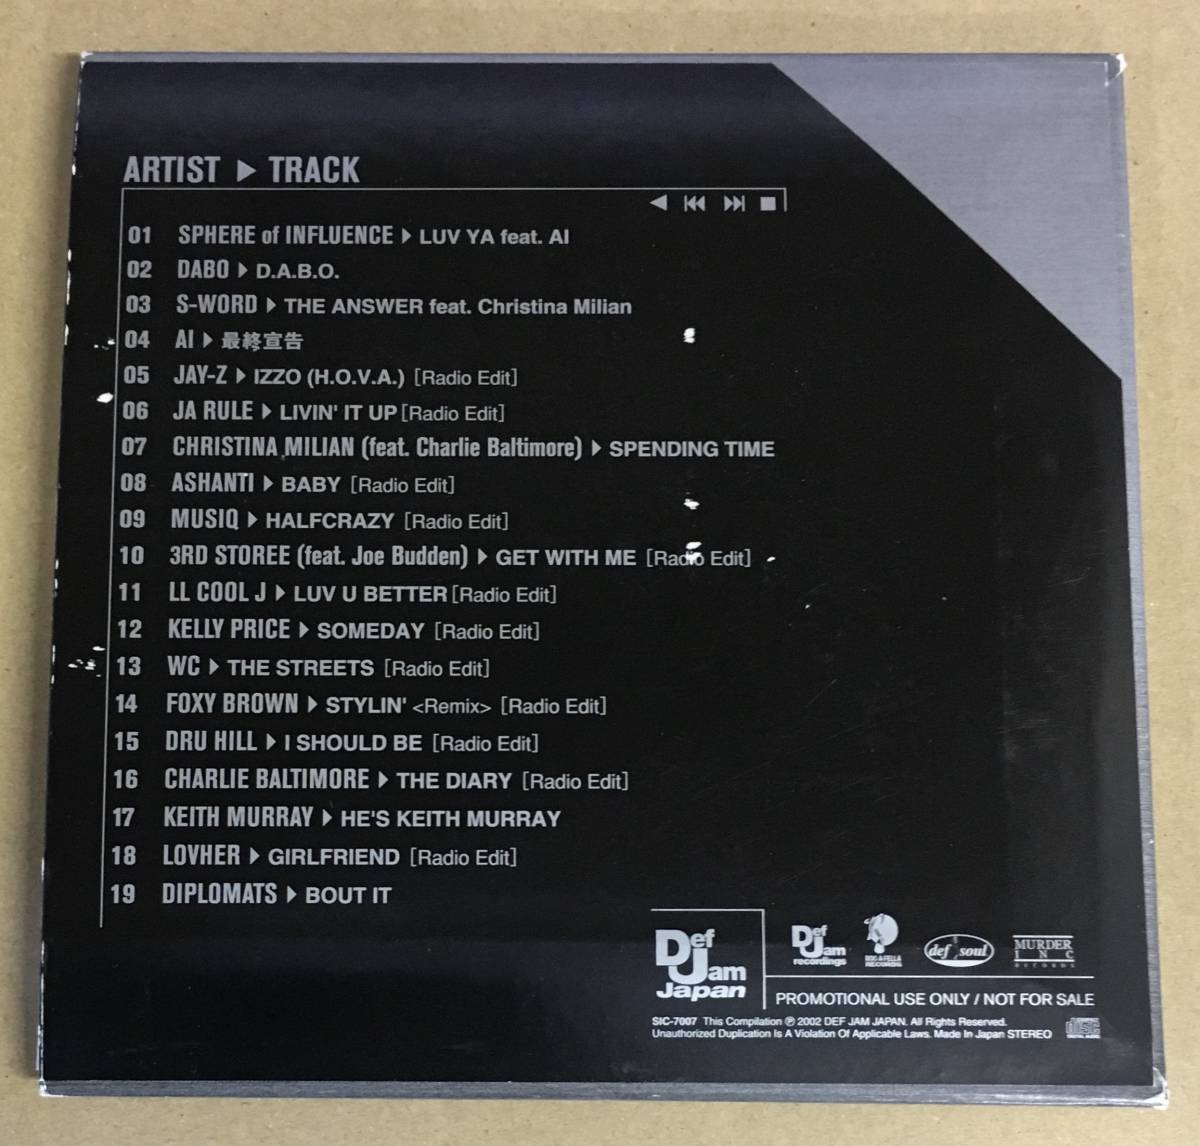 ARTIST ▶ TRACK
01 SPHERE of INFLUENCE ▶ LUV YA feat. AI
02 DABO ▶ D.A.B.O.
03 S-WORD ▶ THE ANSWER feat. Christina Milian
04 AI ▶ 最終宣告
05 JAY-Z ▶ IZZO (H.O.V.A.) [Radio Edit]
06 JA RULE ▶ LIVIN' IT UP [Radio Edit]
07 CHRISTINA MILIAN (feat. Charlie Baltimore) ▶ SPENDING TIME
08 ASHANTI ▶ BABY [Radio Edit]
09 MUSIQ ▶ HALFCRAZY [Radio Edit]
10 3RD STOREE (feat. Joe Budden) ▶ GET WITH ME [Radio Edit]
11 LL COOL J ▶ LUV U BETTER [Radio Edit]
12 KELLY PRICE ▶ SOMEDAY [Radio Edit]
13 WC ▶ THE STREETS [Radio Edit]
14 FOXY BROWN ▶ STYLIN' <Remix> [Radio Edit]
15 DRU HILL ▶ I SHOULD BE [Radio Edit]
16 CHARLIE BALTIMORE ▶ THE DIARY [Radio Edit]
17 KEITH MURRAY ▶ HE'S KEITH MURRAY
18 LOVHER ▶ GIRLFRIEND [Radio Edit]
19 DIPLOMATS ▶ BOUT IT
Def Jam Japan
Def Jam recordings
ROC-A-FELLA RECORDS
def soul
MURDER INC RECORDS
PROMOTIONAL USE ONLY / NOT FOR SALE
SIC-7007 This Compilation ℗ 2002 DEF JAM JAPAN. All Rights Reserved.
Unauthorized Duplication Is A Violation Of Applicable Laws. Made In Japan STEREO
disc DIGITAL AUDIO